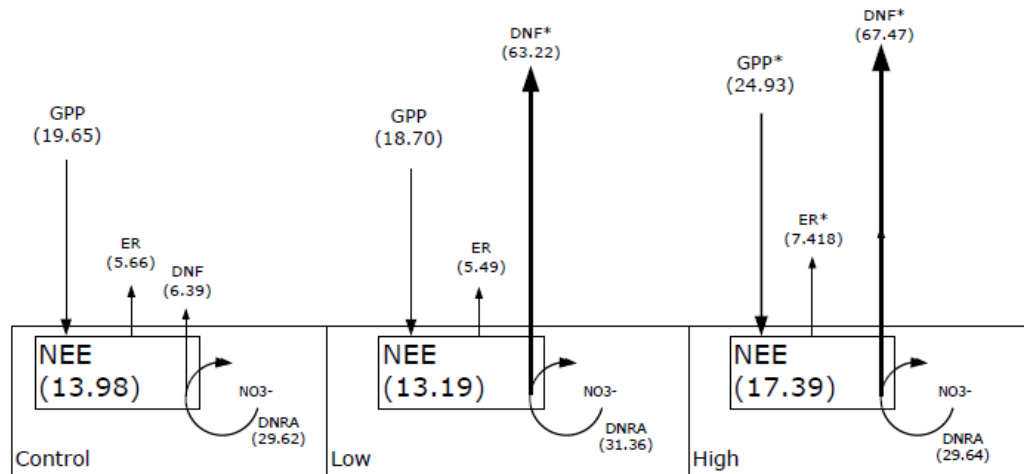 GPP
(19.65)
ER
(5.66)
DNF
(6.39)
NEE
(13.98)
NO3-
DNRA
(29.62)
Control
DNF*
(63.22)
GPP
(18.70)
ER
(5.49)
NEE
(13.19)
NO3-
DNRA
(31.36)
Low
DNF*
(67.47)
GPP*
(24.93)
ER*
(7.418)
NEE
(17.39)
NO3-
DNRA
(29.64)
High